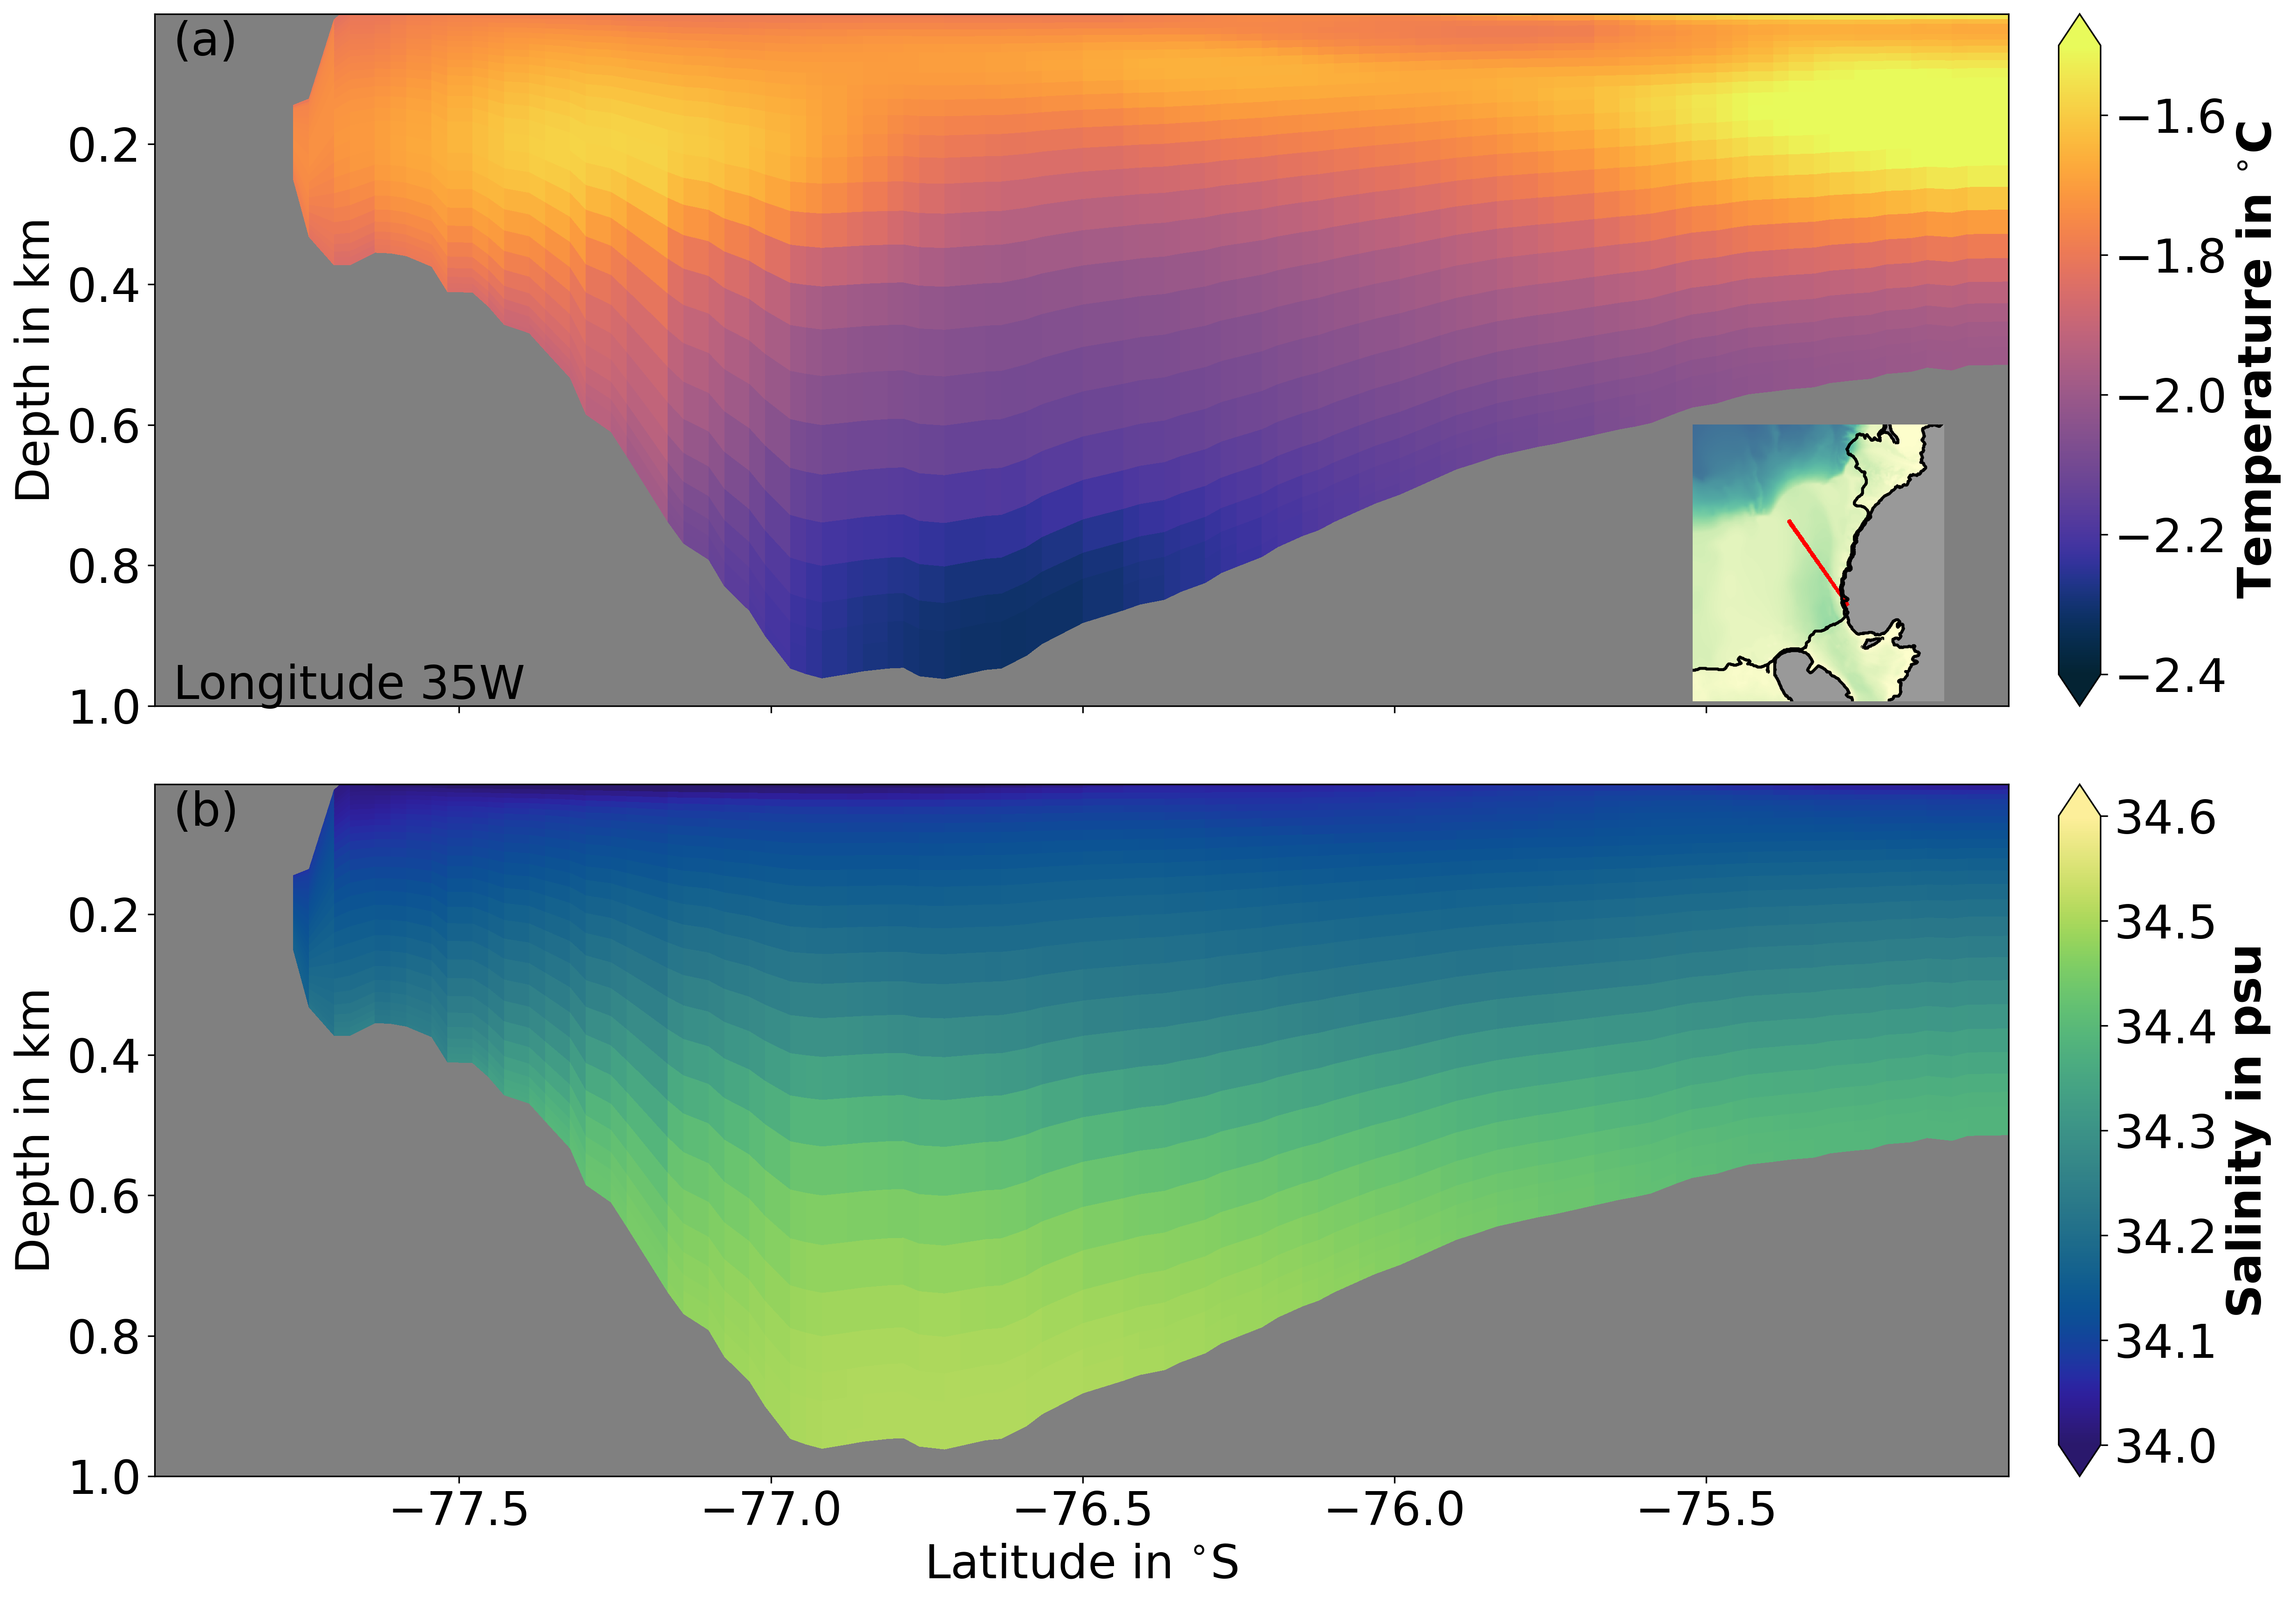 (a)
0.2
0.4
0.6
0.8
1.0
Depth in km
Longitude 35W
−1.6
−1.8
−2.0
−2.2
−2.4
Temperature in °C
(b)
0.2
0.4
0.6
0.8
1.0
Depth in km
34.6
34.5
34.4
34.3
34.2
34.1
34.0
Salinity in psu
−77.5 −77.0 −76.5 −76.0 −75.5
Latitude in °S